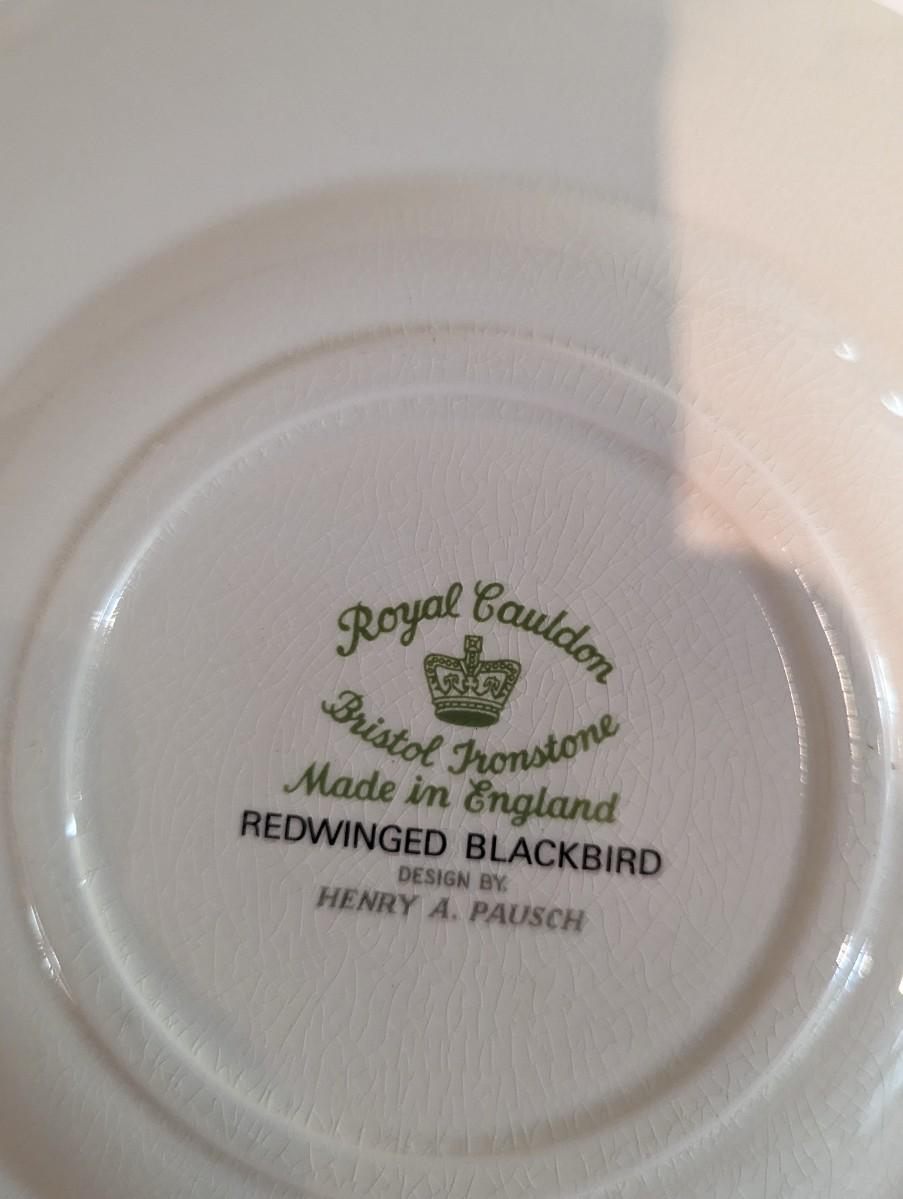 Royal Cauldon
Bristol Ironstone
Made in England
REDWINGED BLACKBIRD
DESIGN BY.
HENRY A. PAUSCH